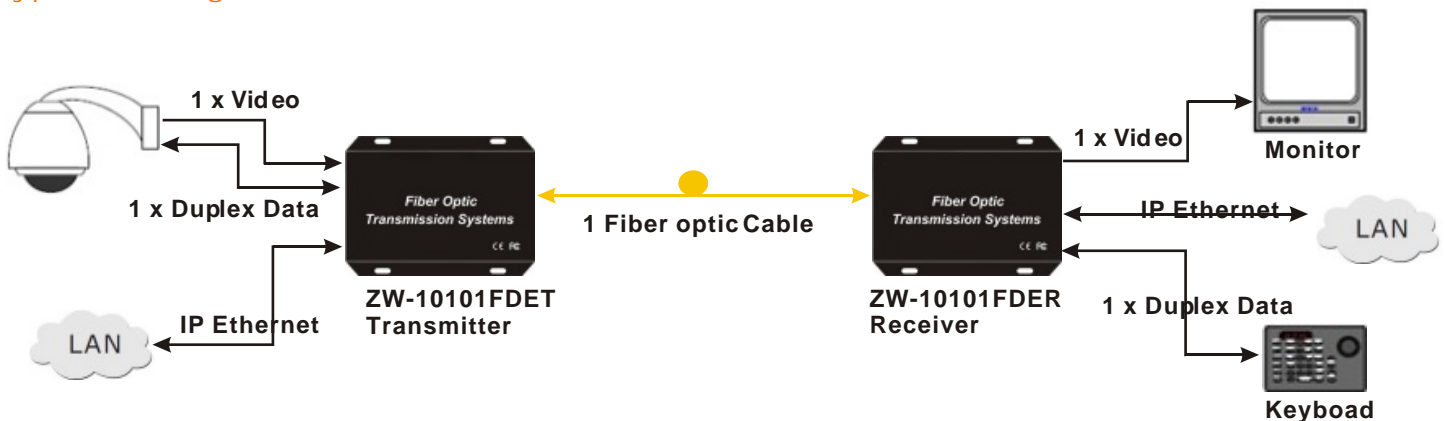 1 x Video
1 x Duplex Data
IP Ethernet
LAN
Fiber Optic
Transmission Systems
CE FC
ZW-10101FDET
Transmitter
1 Fiber optic Cable
Fiber Optic
Transmission Systems
CE FC
ZW-10101FDER
Receiver
1 x Video
Monitor
IP Ethernet
LAN
1 x Duplex Data
Keyboad